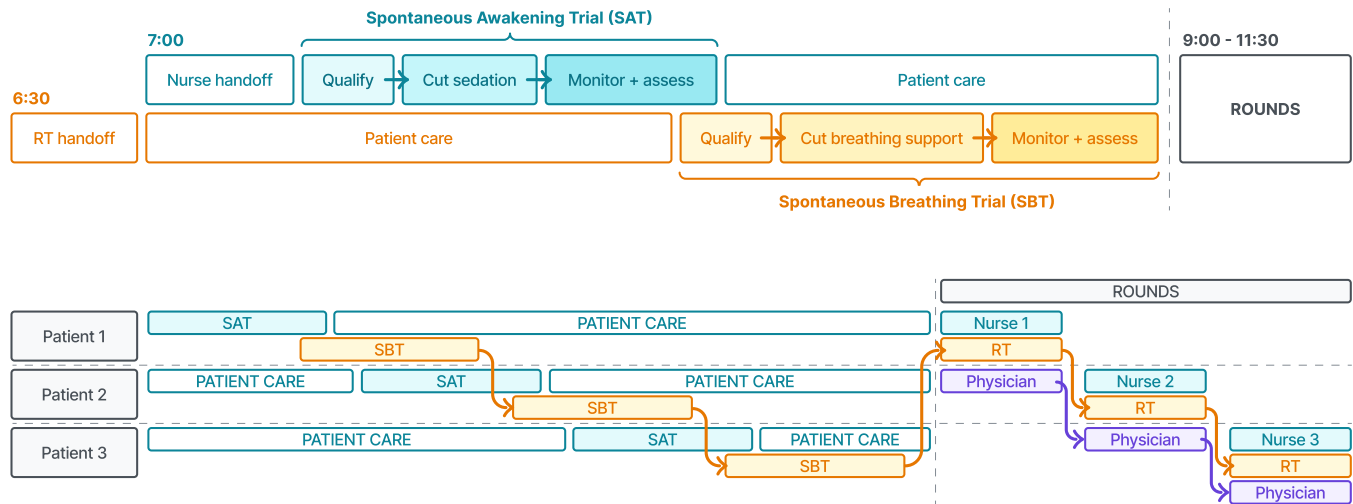 Spontaneous Awakening Trial (SAT)
7:00
9:00 - 11:30
Nurse handoff
Qualify
Cut sedation
Monitor + assess
Patient care
ROUNDS
6:30
RT handoff
Patient care
Qualify
Cut breathing support
Monitor + assess
Spontaneous Breathing Trial (SBT)
ROUNDS
Patient 1
SAT
PATIENT CARE
Nurse 1
SBT
RT
Patient 2
PATIENT CARE
SAT
PATIENT CARE
Physician
Nurse 2
SBT
RT
Patient 3
PATIENT CARE
SAT
PATIENT CARE
Physician
Nurse 3
SBT
RT
Physician